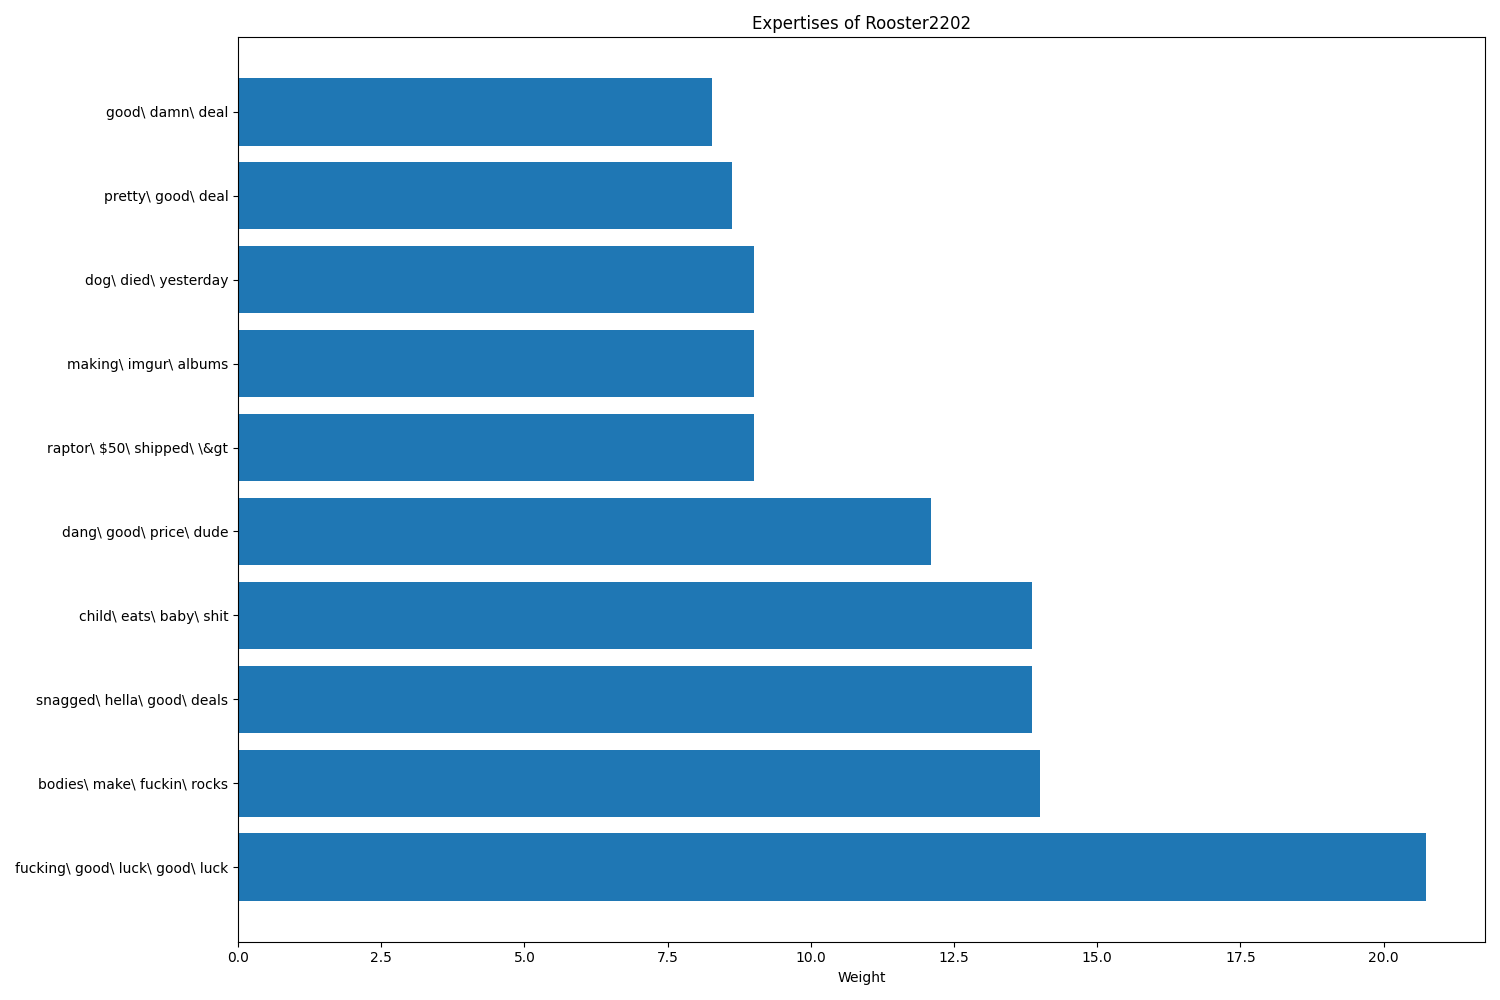 Expertises of Rooster2202
good\ damn\ deal
pretty\ good\ deal
dog\ died\ yesterday
making\ imgur\ albums
raptor\ $50\ shipped\ \&gt
dang\ good\ price\ dude
child\ eats\ baby\ shit
snagged\ hella\ good\ deals
bodies\ make\ fuckin\ rocks
fucking\ good\ luck\ good\ luck
0.0 2.5 5.0 7.5 10.0 12.5 15.0 17.5 20.0
Weight